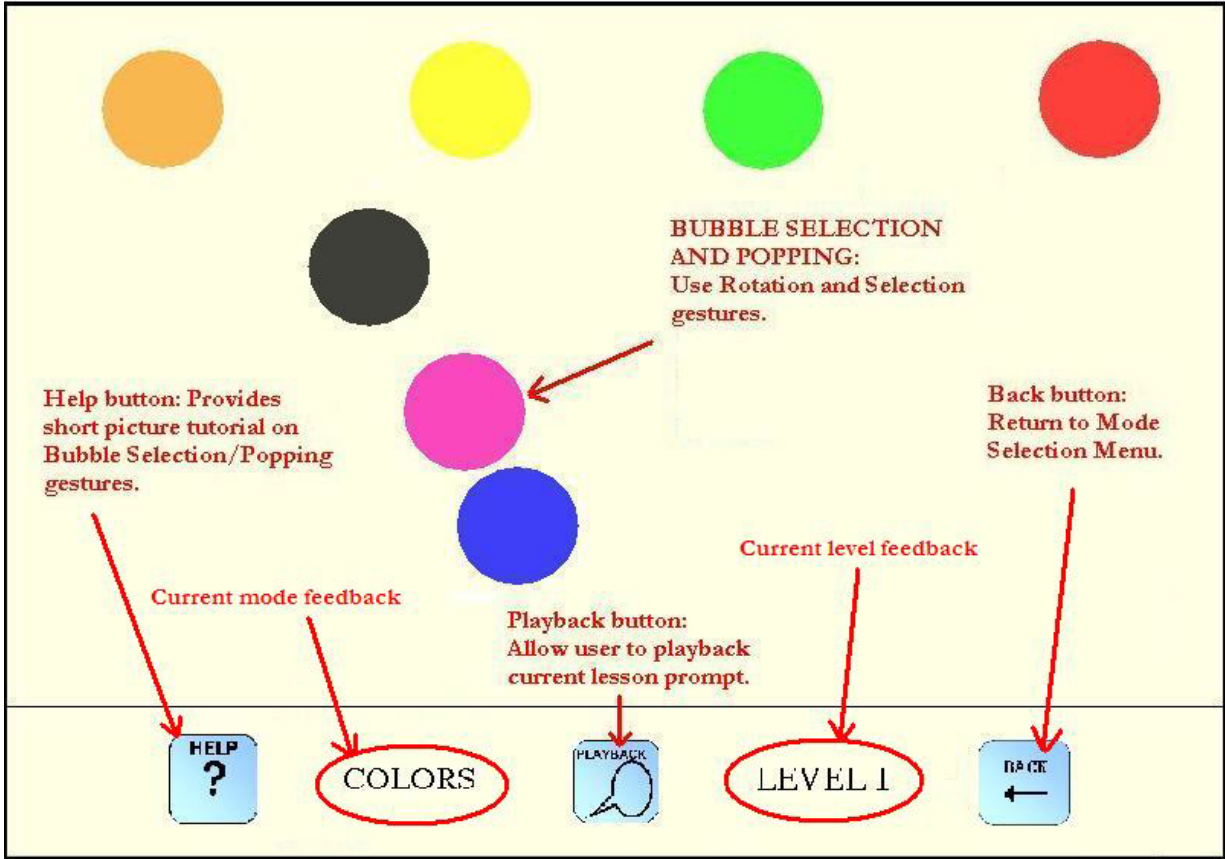 BUBBLE SELECTION
AND POPPING:
Use Rotation and Selection
gestures.
Help button: Provides
short picture tutorial on
Bubble Selection/Popping
gestures.
Back button:
Return to Mode
Selection Menu.
Current level feedback
Current mode feedback
Playback button:
Allow user to playback
current lesson prompt.
HELP
?
COLORS
PLAYBACK
LEVEL 1
BACK